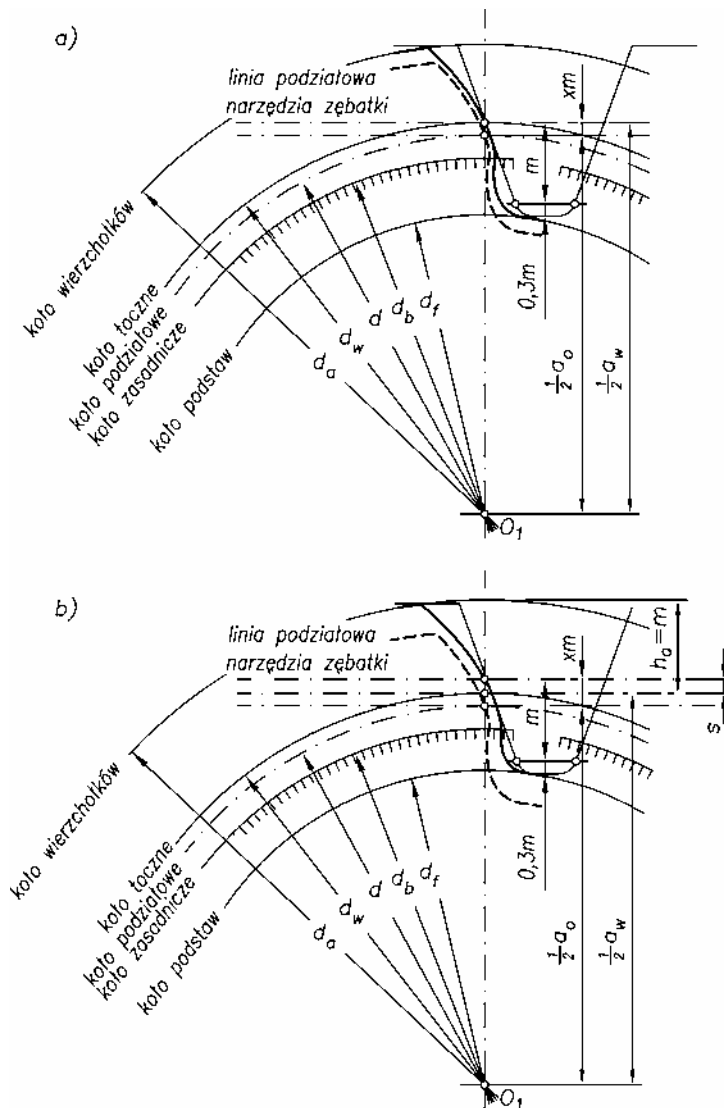 a)
linia podziałowa
narzędzia zębatki
xm
m
koło wierzchołków
koło toczne
koło podziałowe
koło zasadnicze
koło podstaw
0,3m
d_a
d_w
d
d_b
d_f
½a_o
½a_w
O₁
b)
linia podziałowa
narzędzia zębatki
xm
h_a=m
m
s
koło wierzchołków
koło toczne
koło podziałowe
koło zasadnicze
koło podstaw
0,3m
d_a
d_w
d
d_b
d_f
½a_o
½a_w
O₁